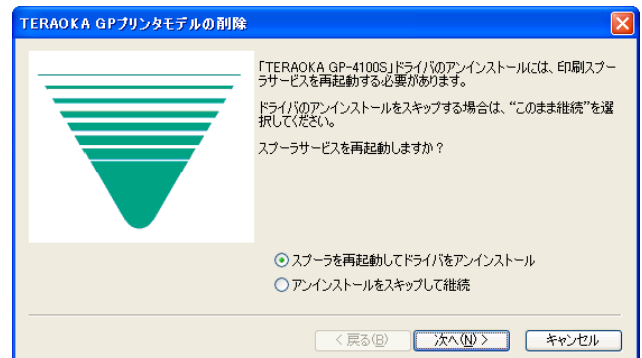 TERAOKA GPプリンタモデルの削除
「TERAOKA GP-4100S」ドライバのアンインストールには、印刷スプー
ラサービスを再起動する必要があります。
ドライバのアンインストールをスキップする場合は、“このまま継続”を選
択してください。
スプーラサービスを再起動しますか？
スプーラを再起動してドライバをアンインストール
アンインストールをスキップして継続
< 戻る(B)
次へ(N) >
キャンセル